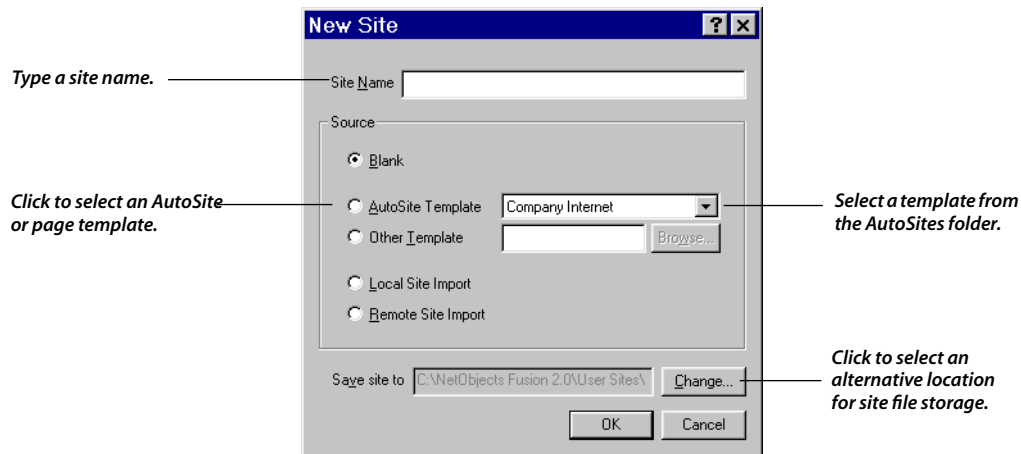 New Site
Type a site name.
Site Name
Source
Blank
Click to select an AutoSite
or page template.
AutoSite Template Company Internet
Select a template from
the AutoSites folder.
Other Template Browse...
Local Site Import
Remote Site Import
Save site to C:\NetObjects Fusion 2.0\User Sites\ Change...
Click to select an
alternative location
for site file storage.
OK Cancel